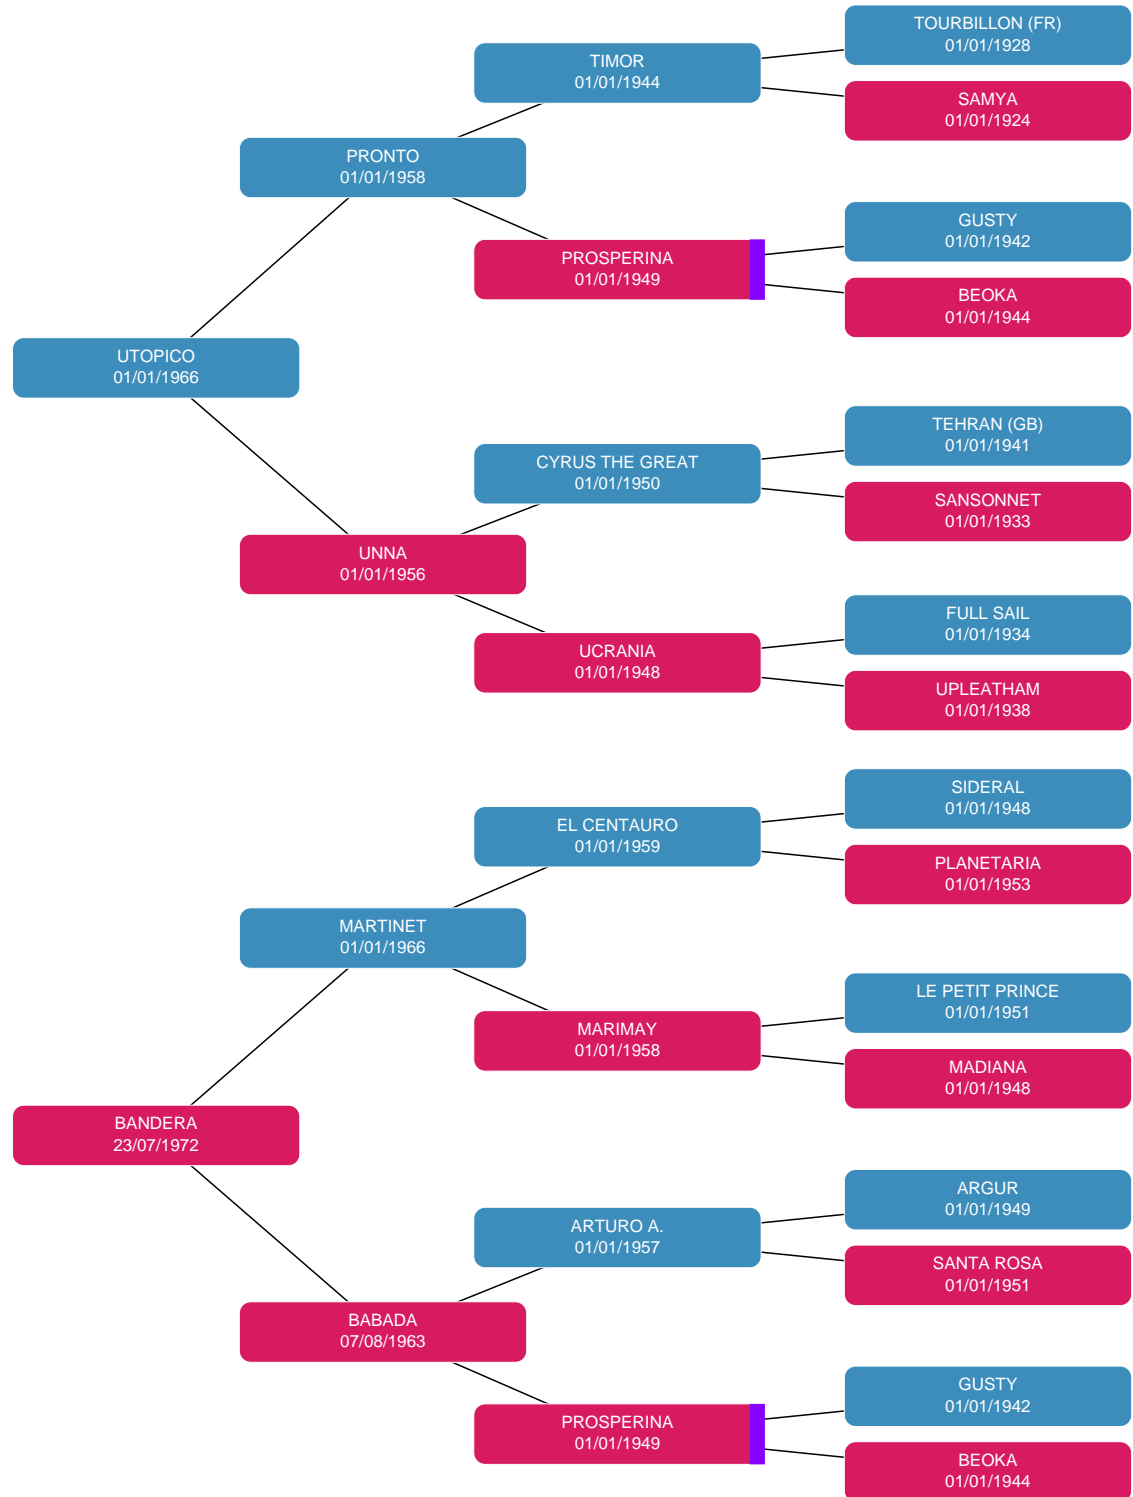 TOURBILLON (FR)
01/01/1928
TIMOR
01/01/1944
SAMYA
01/01/1924
PRONTO
01/01/1958
GUSTY
01/01/1942
PROSPERINA
01/01/1949
BEOKA
01/01/1944
UTOPICO
01/01/1966
TEHRAN (GB)
01/01/1941
CYRUS THE GREAT
01/01/1950
SANSONNET
01/01/1933
UNNA
01/01/1956
FULL SAIL
01/01/1934
UCRANIA
01/01/1948
UPLEATHAM
01/01/1938
SIDERAL
01/01/1948
EL CENTAURO
01/01/1959
PLANETARIA
01/01/1953
MARTINET
01/01/1966
LE PETIT PRINCE
01/01/1951
MARIMAY
01/01/1958
MADIANA
01/01/1948
BANDERA
23/07/1972
ARGUR
01/01/1949
ARTURO A.
01/01/1957
SANTA ROSA
01/01/1951
BABADA
07/08/1963
GUSTY
01/01/1942
PROSPERINA
01/01/1949
BEOKA
01/01/1944